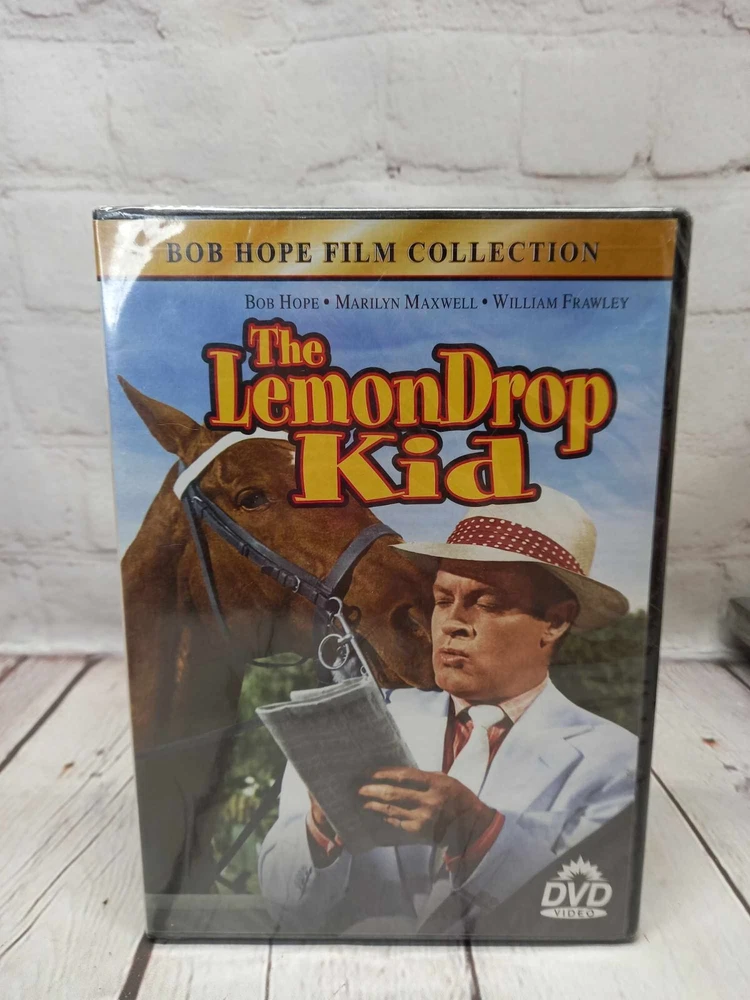 BOB HOPE FILM COLLECTION
BOB HOPE • MARILYN MAXWELL • WILLIAM FRAWLEY
The
LemonDrop
Kid
DVD
VIDEO